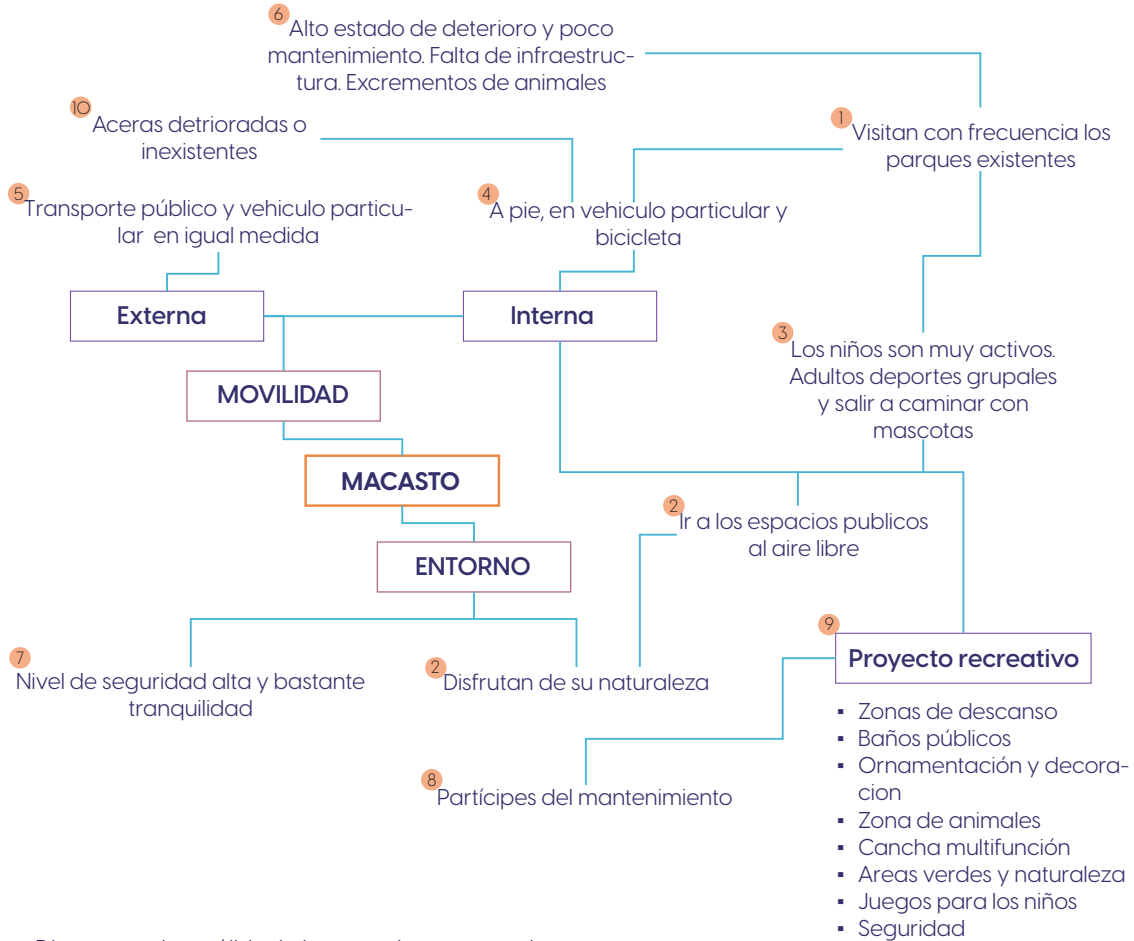 6
Alto estado de deterioro y poco
mantenimiento. Falta de infraestruc-
tura. Excrementos de animales
10
Aceras detrioradas o
inexistentes
1
Visitan con frecuencia los
parques existentes
5
Transporte público y vehiculo particu-
lar en igual medida
4
A pie, en vehiculo particular y
bicicleta
Externa
Interna
3
Los niños son muy activos.
Adultos deportes grupales
y salir a caminar con
mascotas
MOVILIDAD
MACASTO
2
Ir a los espacios publicos
al aire libre
ENTORNO
7
Nivel de seguridad alta y bastante
tranquilidad
2
Disfrutan de su naturaleza
9
Proyecto recreativo
▪ Zonas de descanso
▪ Baños públicos
▪ Ornamentación y decora-
cion
▪ Zona de animales
▪ Cancha multifunción
▪ Areas verdes y naturaleza
▪ Juegos para los niños
▪ Seguridad
8
Partícipes del mantenimiento